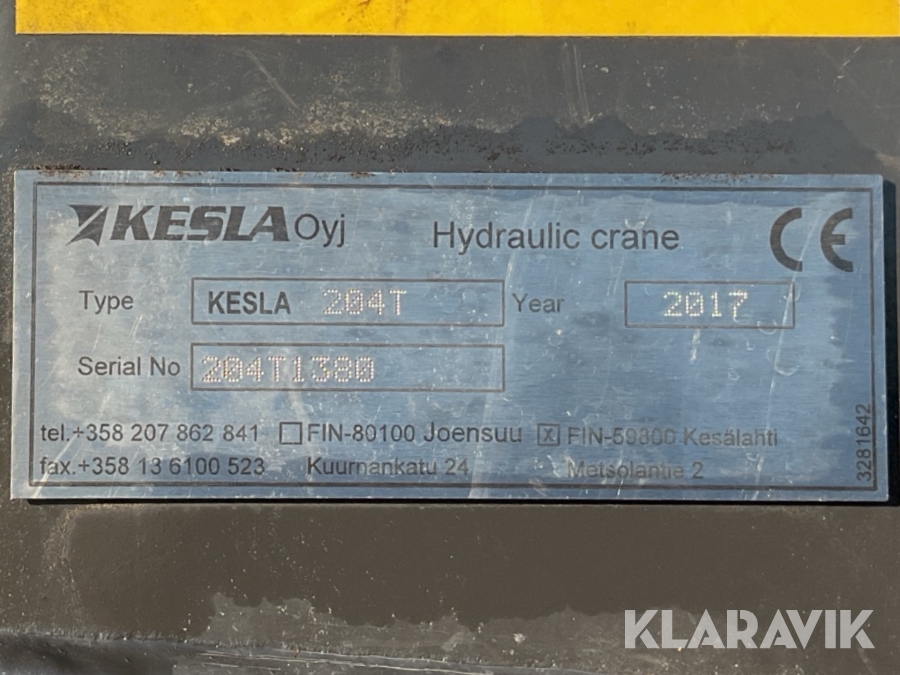 KESLA Oyj Hydraulic crane CE
Type KESLA 204T Year 2017
Serial No 204T1380
tel.+358 207 862 841 FIN-80100 Joensuu x FIN-59800 Kesälahti
fax.+358 13 6100 523 Kuurnankatu 24 Metsolantie 2
3281642
KLARAVIK